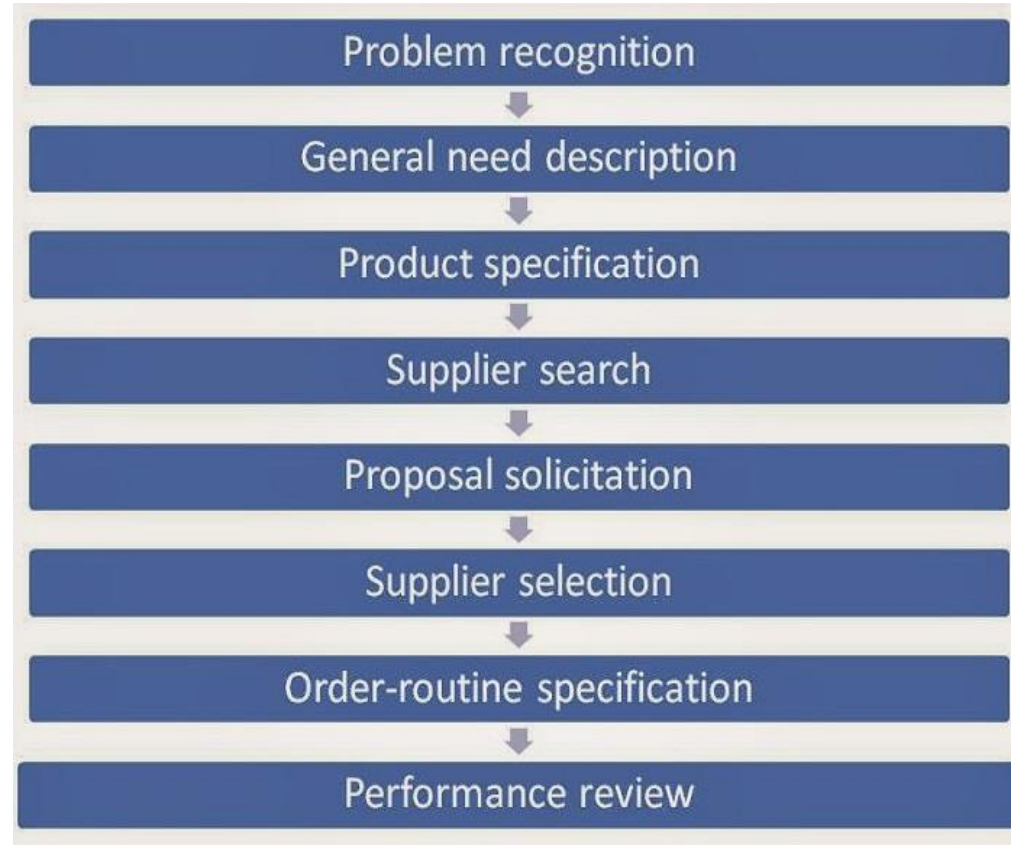 Problem recognition
General need description
Product specification
Supplier search
Proposal solicitation
Supplier selection
Order-routine specification
Performance review